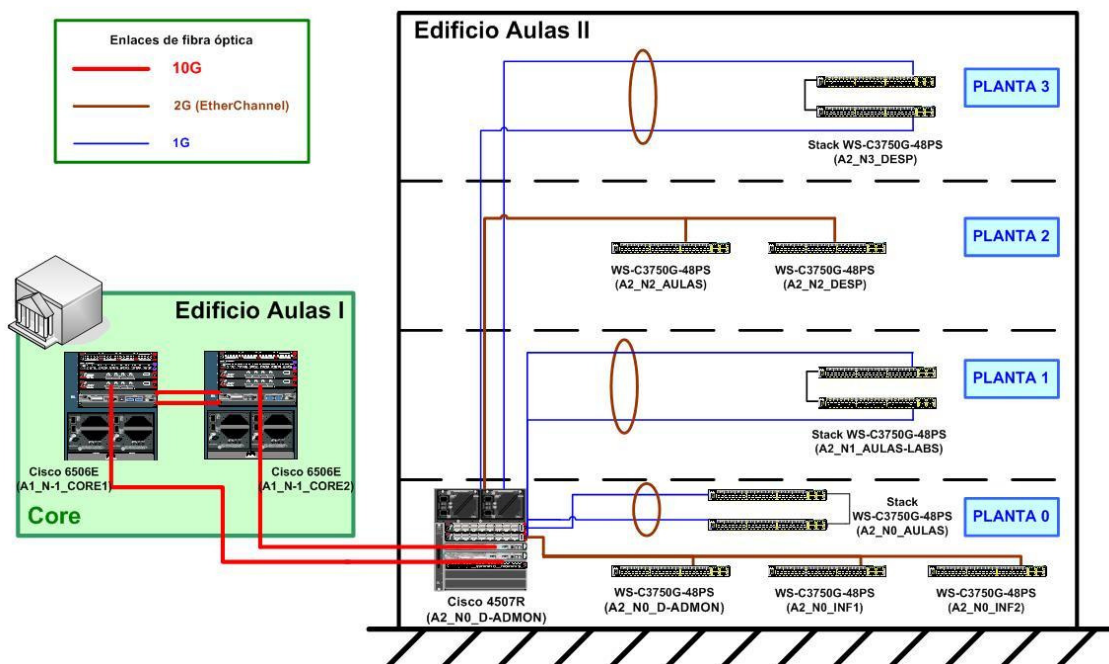 Enlaces de fibra óptica
10G
2G (EtherChannel)
1G
Edificio Aulas II
PLANTA 3
Stack WS-C3750G-48PS
(A2_N3_DESP)
PLANTA 2
WS-C3750G-48PS
(A2_N2_AULAS)
WS-C3750G-48PS
(A2_N2_DESP)
Edificio Aulas I
PLANTA 1
Stack WS-C3750G-48PS
(A2_N1_AULAS-LABS)
Cisco 6506E
(A1_N-1_CORE1)
Cisco 6506E
(A1_N-1_CORE2)
Core
Stack
WS-C3750G-48PS
(A2_N0_AULAS)
PLANTA 0
Cisco 4507R
(A2_N0_D-ADMON)
WS-C3750G-48PS
(A2_N0_D-ADMON)
WS-C3750G-48PS
(A2_N0_INF1)
WS-C3750G-48PS
(A2_N0_INF2)